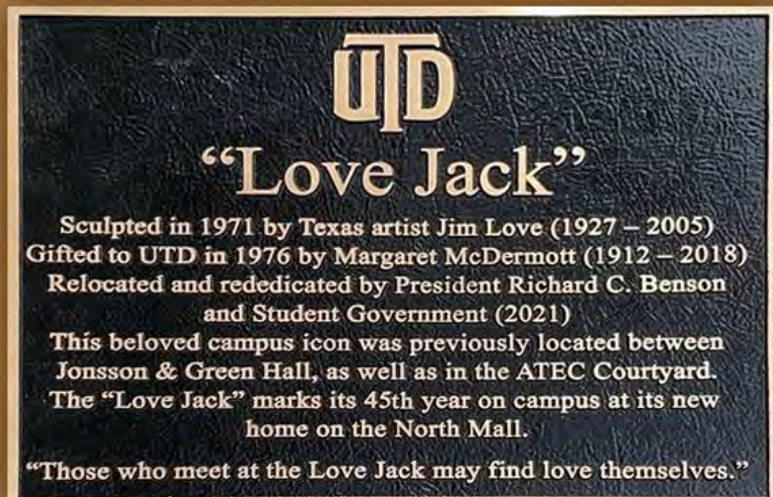 UTD
“Love Jack”
Sculpted in 1971 by Texas artist Jim Love (1927 – 2005)
Gifted to UTD in 1976 by Margaret McDermott (1912 – 2018)
Relocated and rededicated by President Richard C. Benson
and Student Government (2021)
This beloved campus icon was previously located between
Jonsson & Green Hall, as well as in the ATEC Courtyard.
The “Love Jack” marks its 45th year on campus at its new
home on the North Mall.
“Those who meet at the Love Jack may find love themselves.”